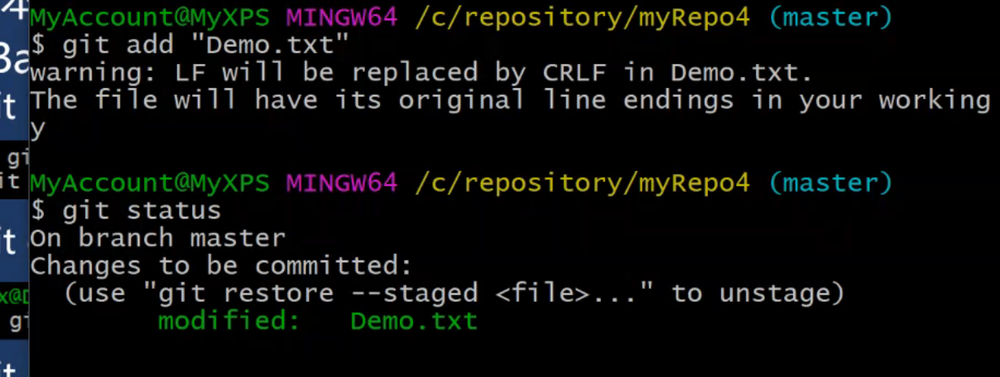 MyAccount@MyXPS MINGW64 /c/repository/myRepo4 (master)
$ git add "Demo.txt"
warning: LF will be replaced by CRLF in Demo.txt.
The file will have its original line endings in your working
y
MyAccount@MyXPS MINGW64 /c/repository/myRepo4 (master)
$ git status
On branch master
Changes to be committed:
  (use "git restore --staged <file>..." to unstage)
        modified:   Demo.txt